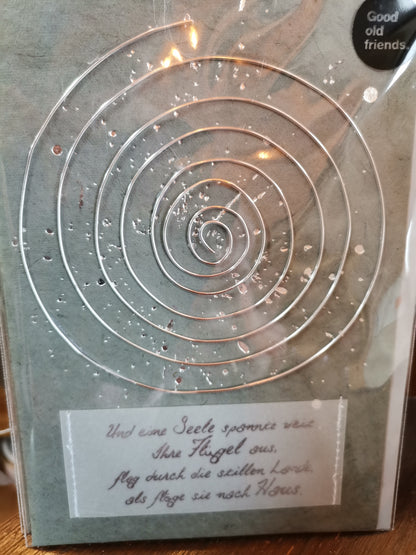 Good
old
friends.
Und eine Seele spannte weit
Ihre Flügel aus,
flog durch die stillen Lande,
als flöge sie nach Haus.